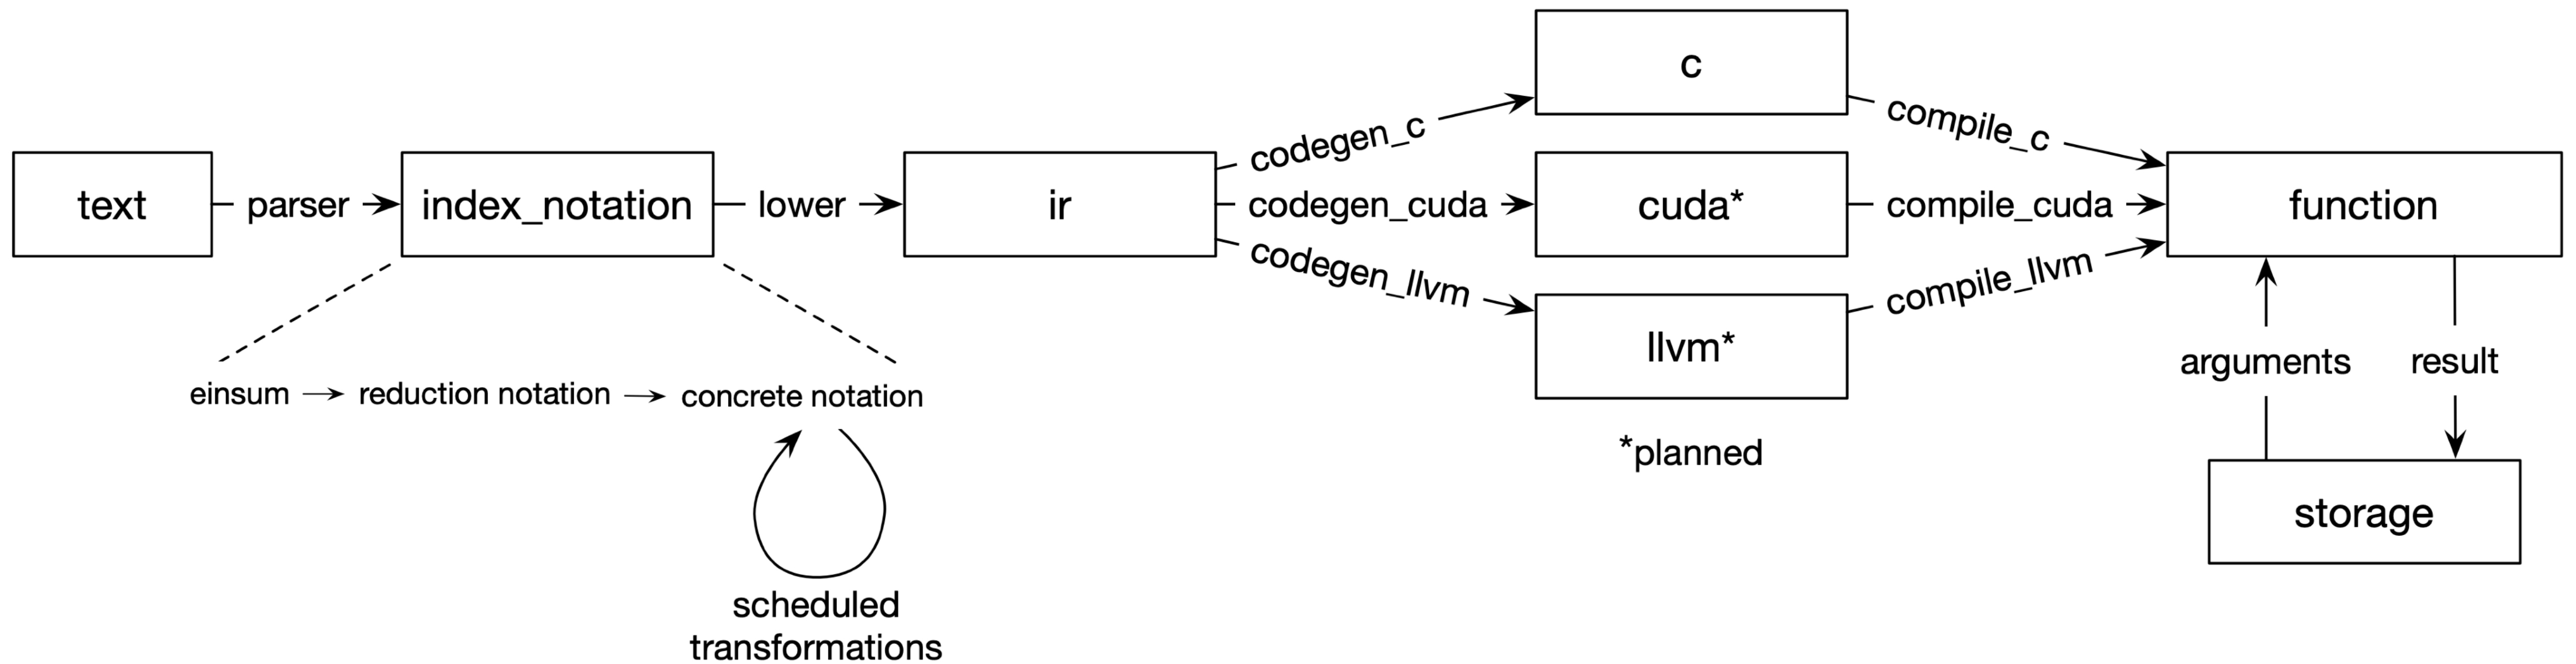 text
parser
index_notation
lower
ir
codegen_c
codegen_cuda
codegen_llvm
c
cuda*
llvm*
*planned
compile_c
compile_cuda
compile_llvm
function
arguments
result
storage
einsum
reduction notation
concrete notation
scheduled
transformations